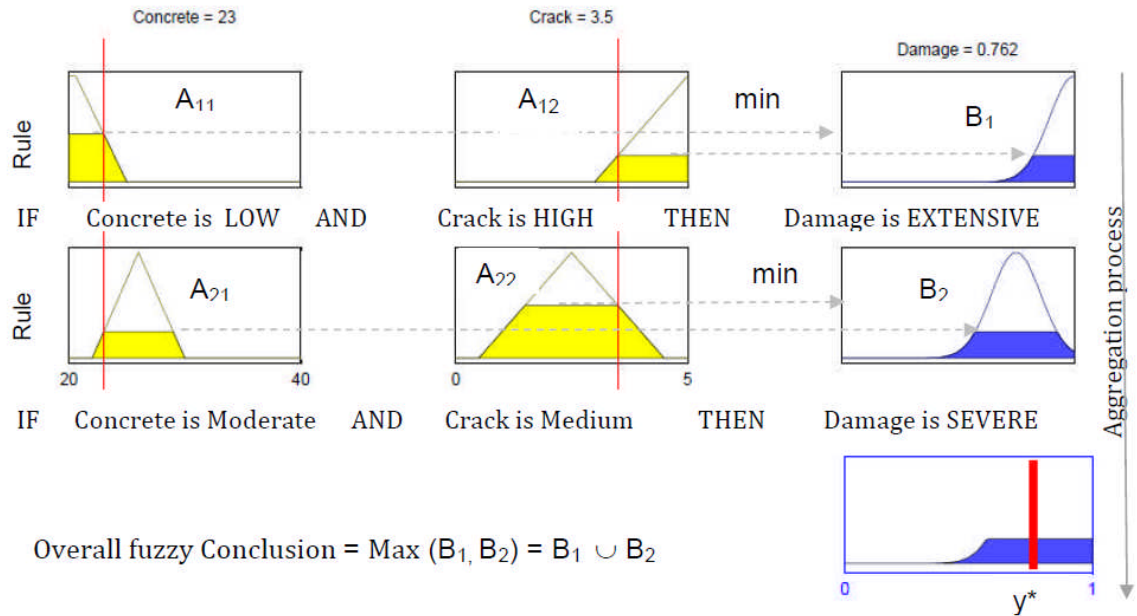 Concrete = 23 Crack = 3.5
Damage = 0.762
A11 A12 min B1
Rule
IF Concrete is LOW AND Crack is HIGH THEN Damage is EXTENSIVE
A21 A22 min B2
Rule
20 40 0 5
IF Concrete is Moderate AND Crack is Medium THEN Damage is SEVERE
Aggregation process
Overall fuzzy Conclusion = Max (B1, B2) = B1 ∪ B2
0 1
y*